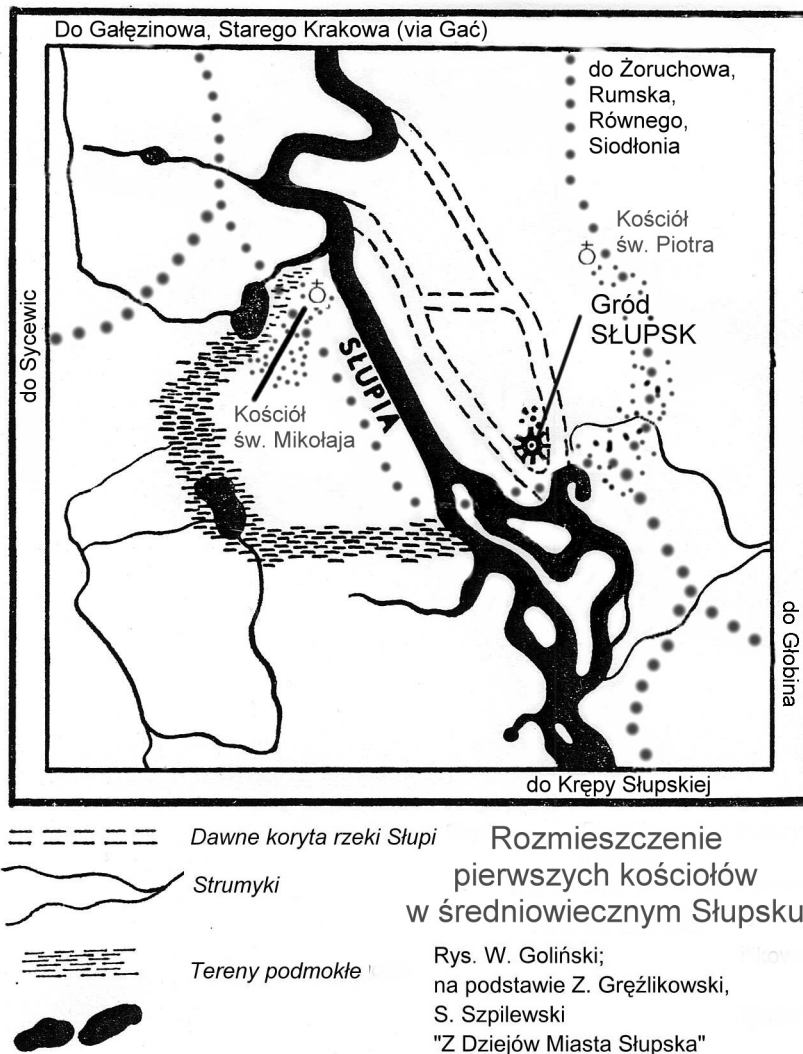 Do Gałęzinowa, Starego Krakowa (via Gać)
do Żoruchowa,
Rumska,
Równego,
Siodłonia
Kościół
św. Piotra
Gród
SŁUPSK
do Sycewic
SŁUPIA
Kościół
św. Mikołaja
do Głobina
do Krępy Słupskiej
Dawne koryta rzeki Słupi
Strumyki
Tereny podmokłe
Rozmieszczenie
pierwszych kościołów
w średniowiecznym Słupsku
Rys. W. Goliński;
na podstawie Z. Gręźlikowski,
S. Szpilewski
"Z Dziejów Miasta Słupska"